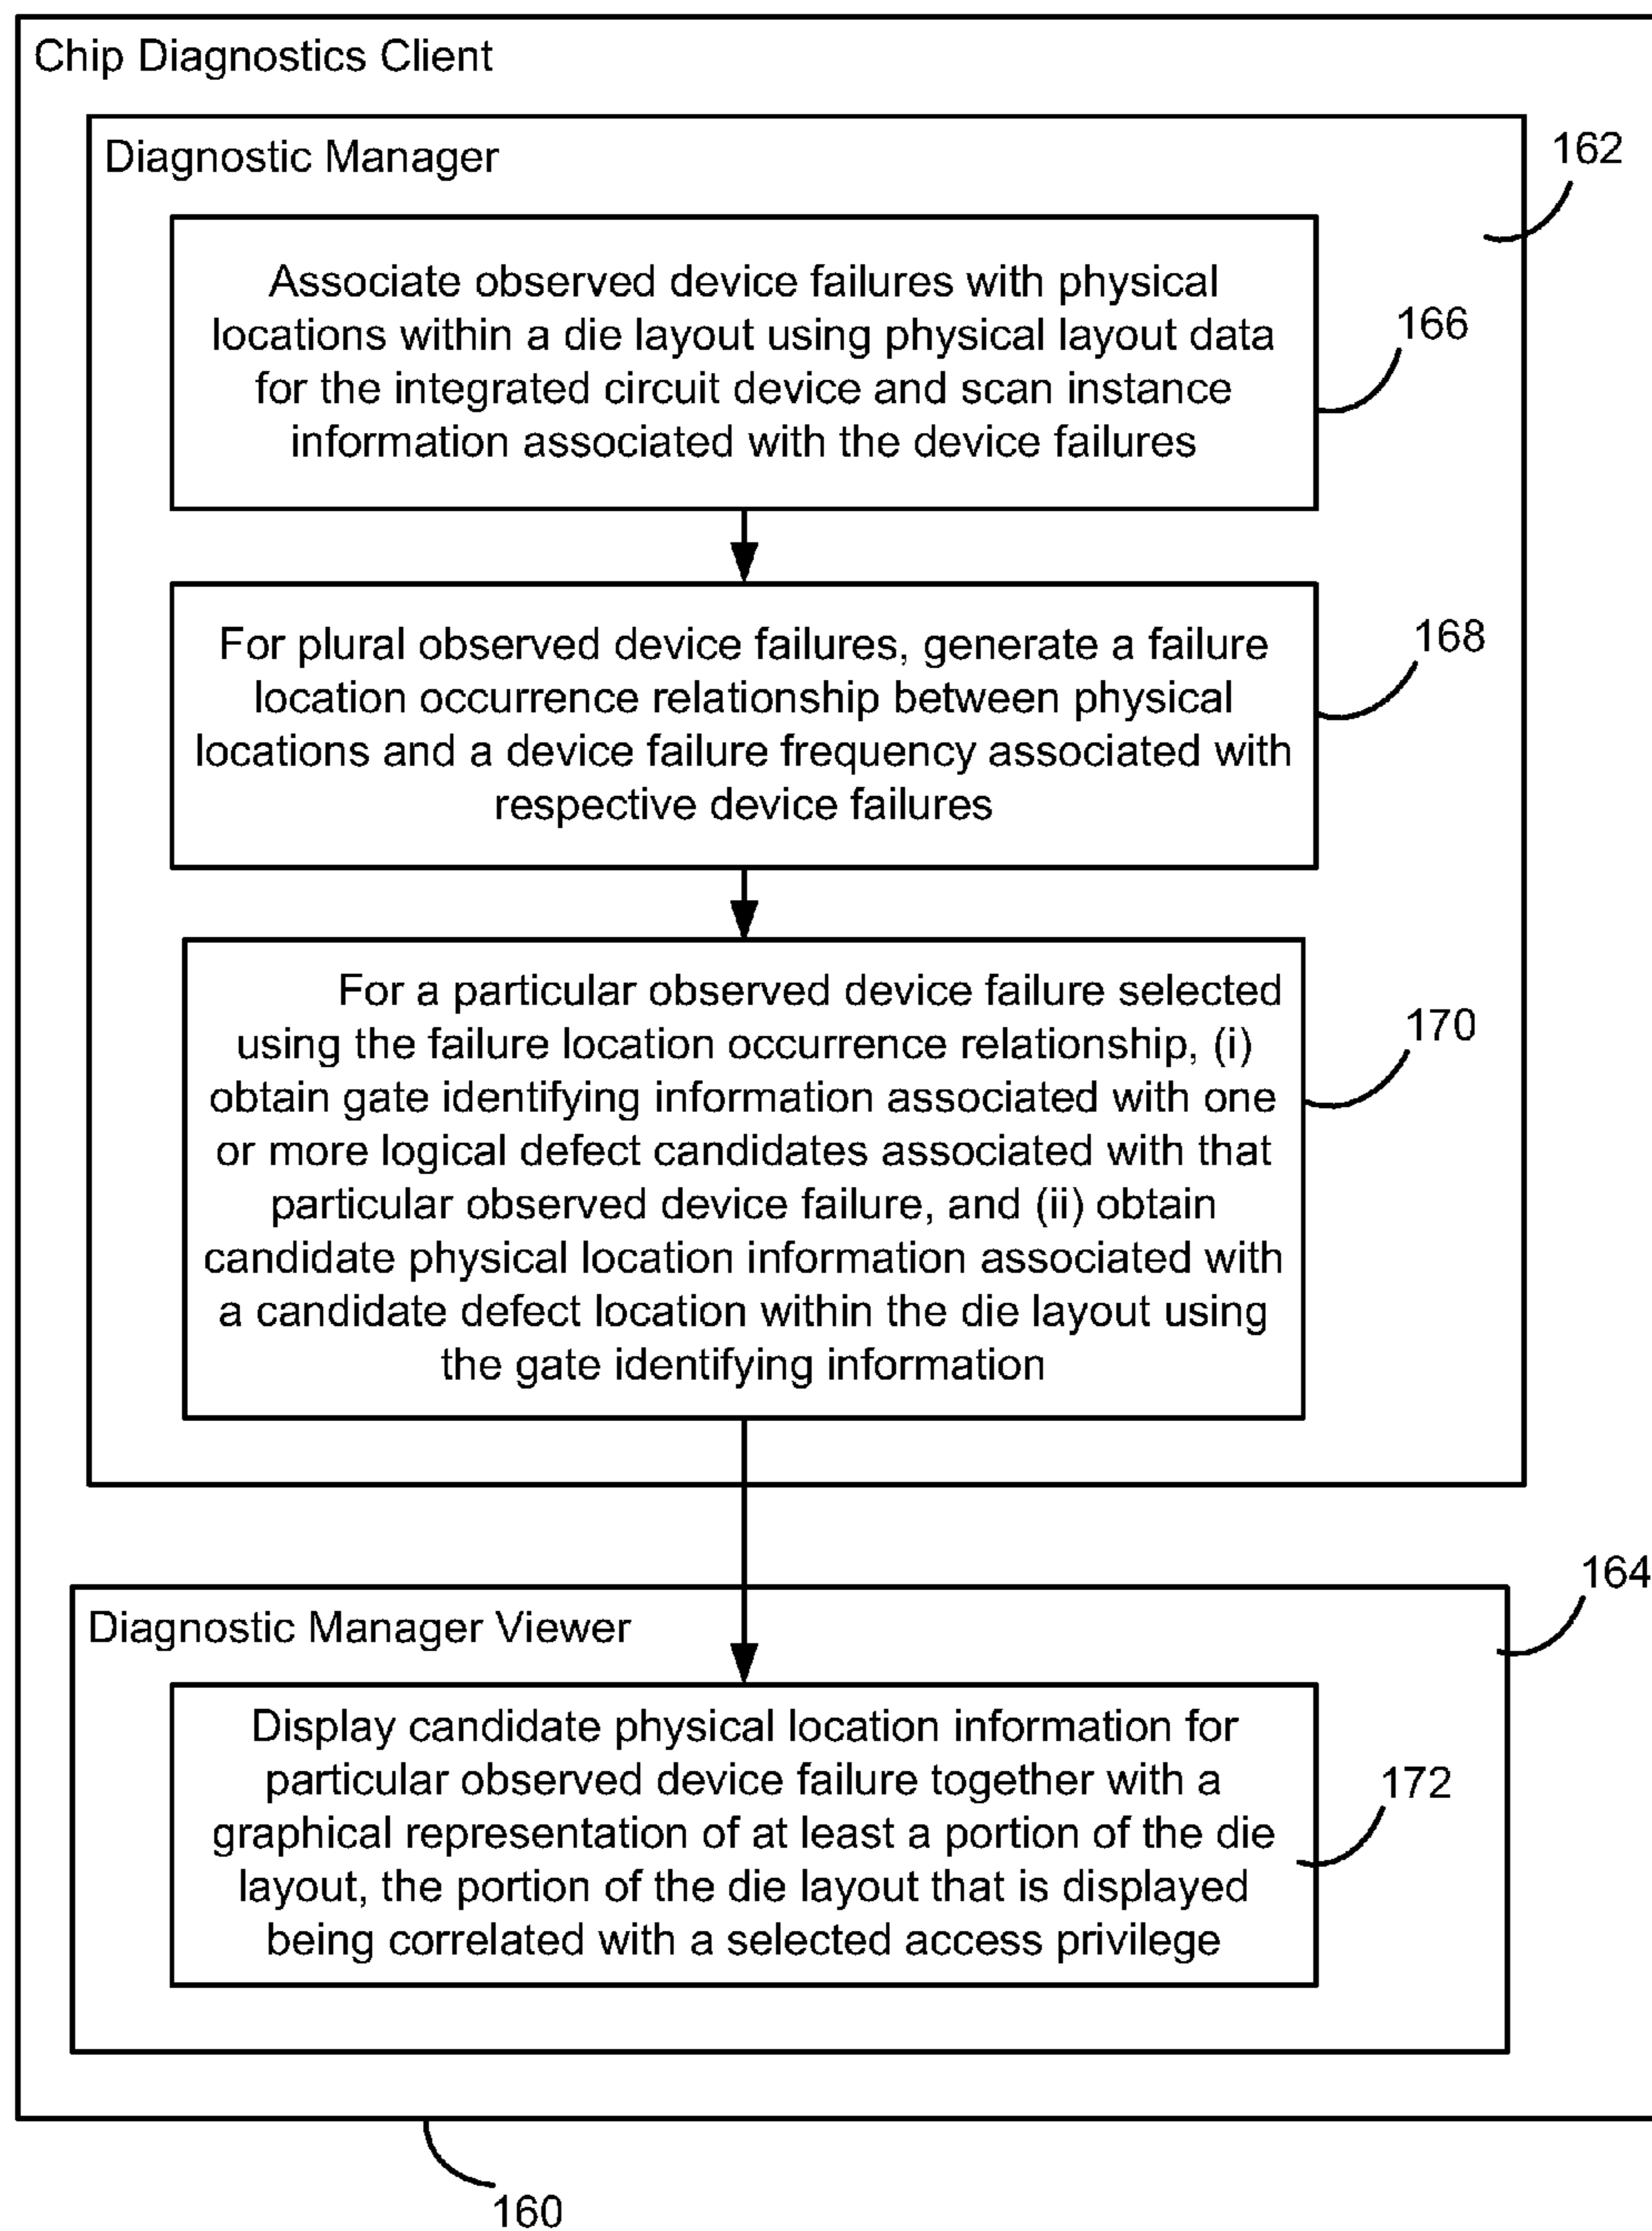 Chip Diagnostics Client
Diagnostic Manager
162
Associate observed device failures with physical
locations within a die layout using physical layout data
for the integrated circuit device and scan instance
information associated with the device failures
166
For plural observed device failures, generate a failure
location occurrence relationship between physical
locations and a device failure frequency associated with
respective device failures
168
For a particular observed device failure selected
using the failure location occurrence relationship, (i)
obtain gate identifying information associated with one
or more logical defect candidates associated with that
particular observed device failure, and (ii) obtain
candidate physical location information associated with
a candidate defect location within the die layout using
the gate identifying information
170
164
Diagnostic Manager Viewer
Display candidate physical location information for
particular observed device failure together with a
graphical representation of at least a portion of the die
layout, the portion of the die layout that is displayed
being correlated with a selected access privilege
172
160